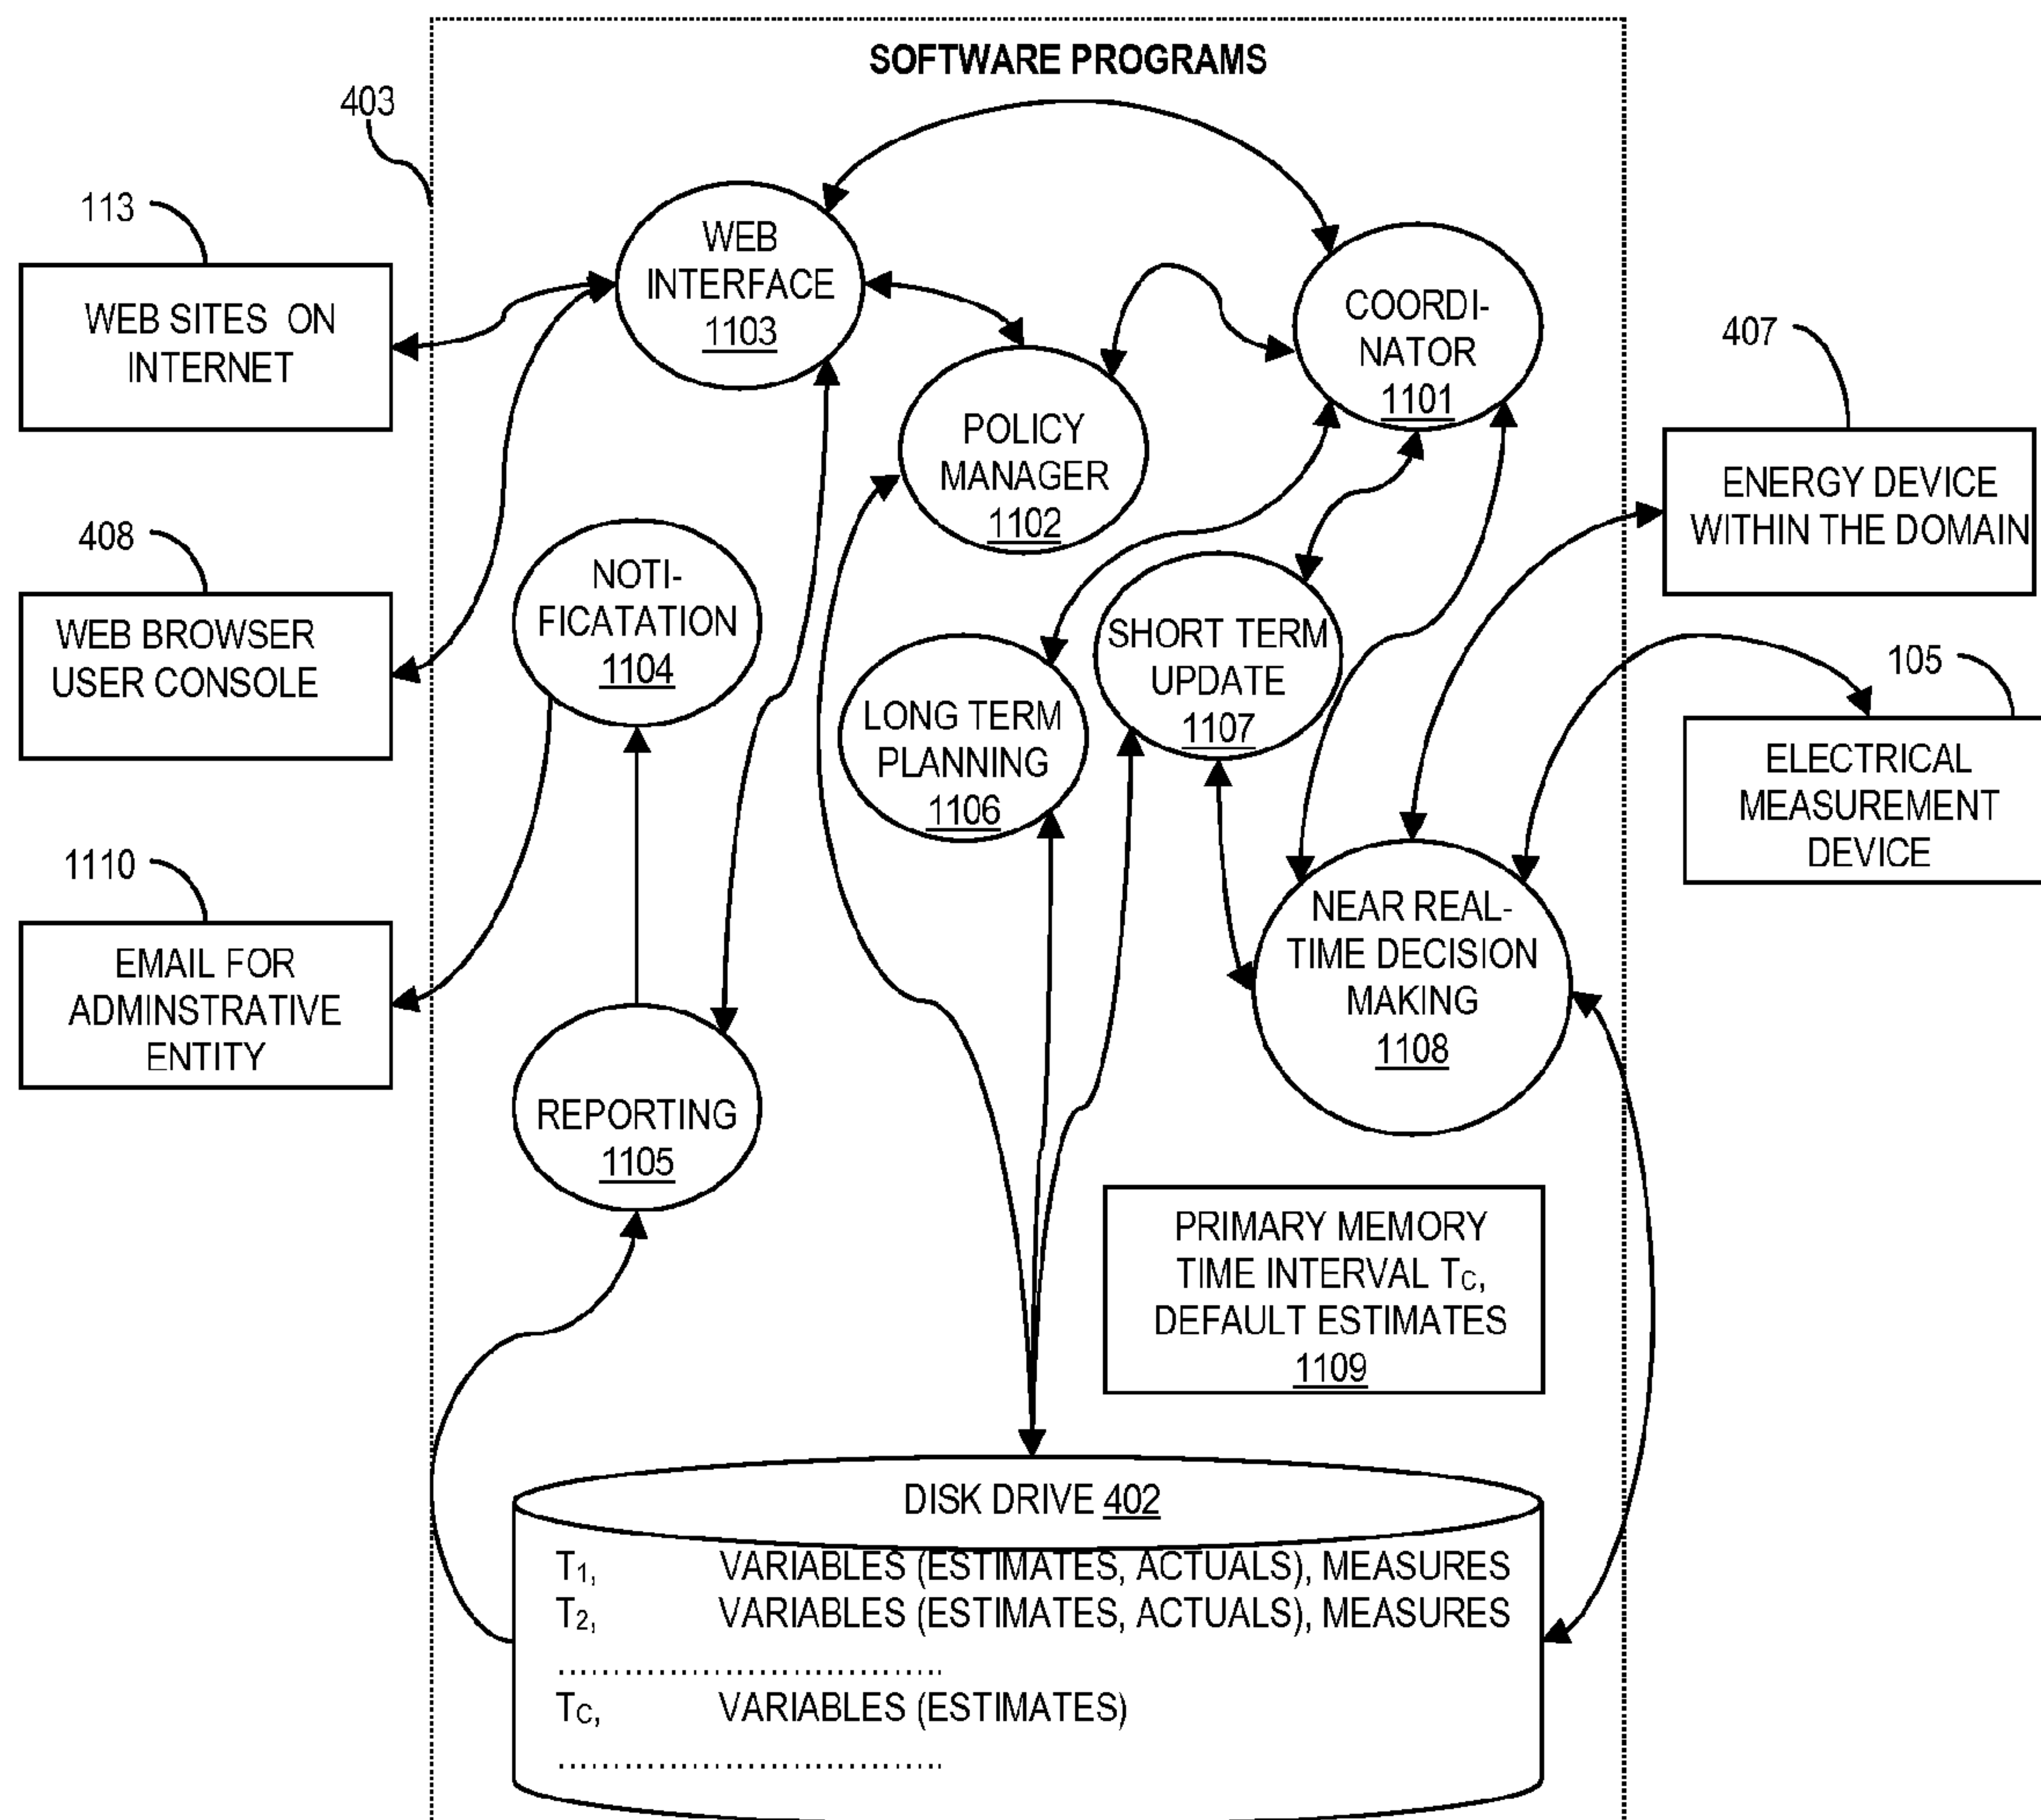 SOFTWARE PROGRAMS
403
113
WEB SITES ON
INTERNET
408
WEB BROWSER
USER CONSOLE
1110
EMAIL FOR
ADMINSTRATIVE
ENTITY
WEB
INTERFACE
1103
COORDI-
NATOR
1101
POLICY
MANAGER
1102
NOTI-
FICATATION
1104
SHORT TERM
UPDATE
1107
LONG TERM
PLANNING
1106
407
ENERGY DEVICE
WITHIN THE DOMAIN
105
ELECTRICAL
MEASUREMENT
DEVICE
NEAR REAL-
TIME DECISION
MAKING
1108
REPORTING
1105
PRIMARY MEMORY
TIME INTERVAL TC,
DEFAULT ESTIMATES
1109
DISK DRIVE 402
T1, VARIABLES (ESTIMATES, ACTUALS), MEASURES
T2, VARIABLES (ESTIMATES, ACTUALS), MEASURES
....................................
TC, VARIABLES (ESTIMATES)
....................................